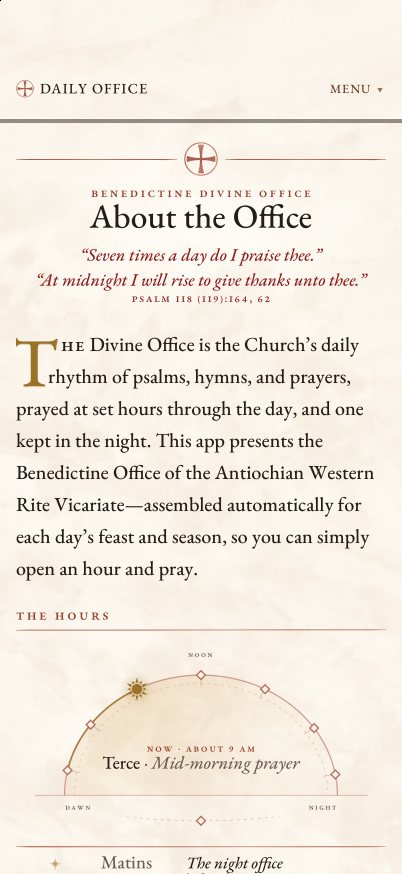 DAILY OFFICE
MENU ▼
BENEDICTINE DIVINE OFFICE
About the Office
“Seven times a day do I praise thee.”
“At midnight I will rise to give thanks unto thee.”
PSALM 118 (119):164, 62
THE Divine Office is the Church’s daily
rhythm of psalms, hymns, and prayers,
prayed at set hours through the day, and one
kept in the night. This app presents the
Benedictine Office of the Antiochian Western
Rite Vicariate—assembled automatically for
each day’s feast and season, so you can simply
open an hour and pray.
THE HOURS
NOON
NOW · ABOUT 9 AM
Terce · Mid-morning prayer
DAWN
NIGHT
Matins
The night office